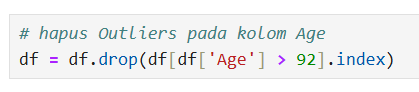 # hapus Outliers pada kolom Age
df = df.drop(df[df['Age'] > 92].index)